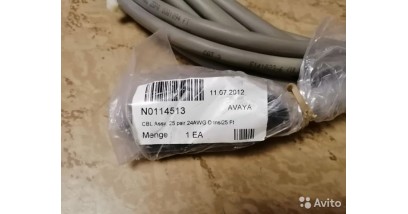 11.07.2012
N0114513 AVAYA
CBL Assy 25 pair 24AWG
Menge 1 EA
Avito